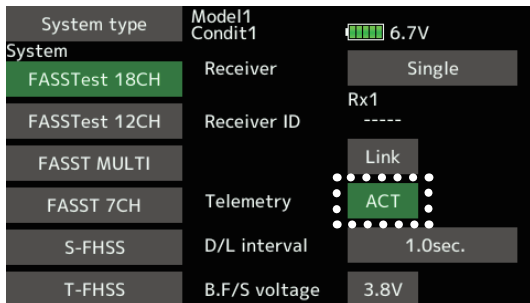 System type
Model1
Condit1
6.7V
System
FASSTest 18CH
FASSTest 12CH
FASST MULTI
FASST 7CH
S-FHSS
T-FHSS
Receiver
Single
Rx1
Receiver ID
-----
Link
Telemetry
ACT
D/L interval
1.0sec.
B.F/S voltage
3.8V